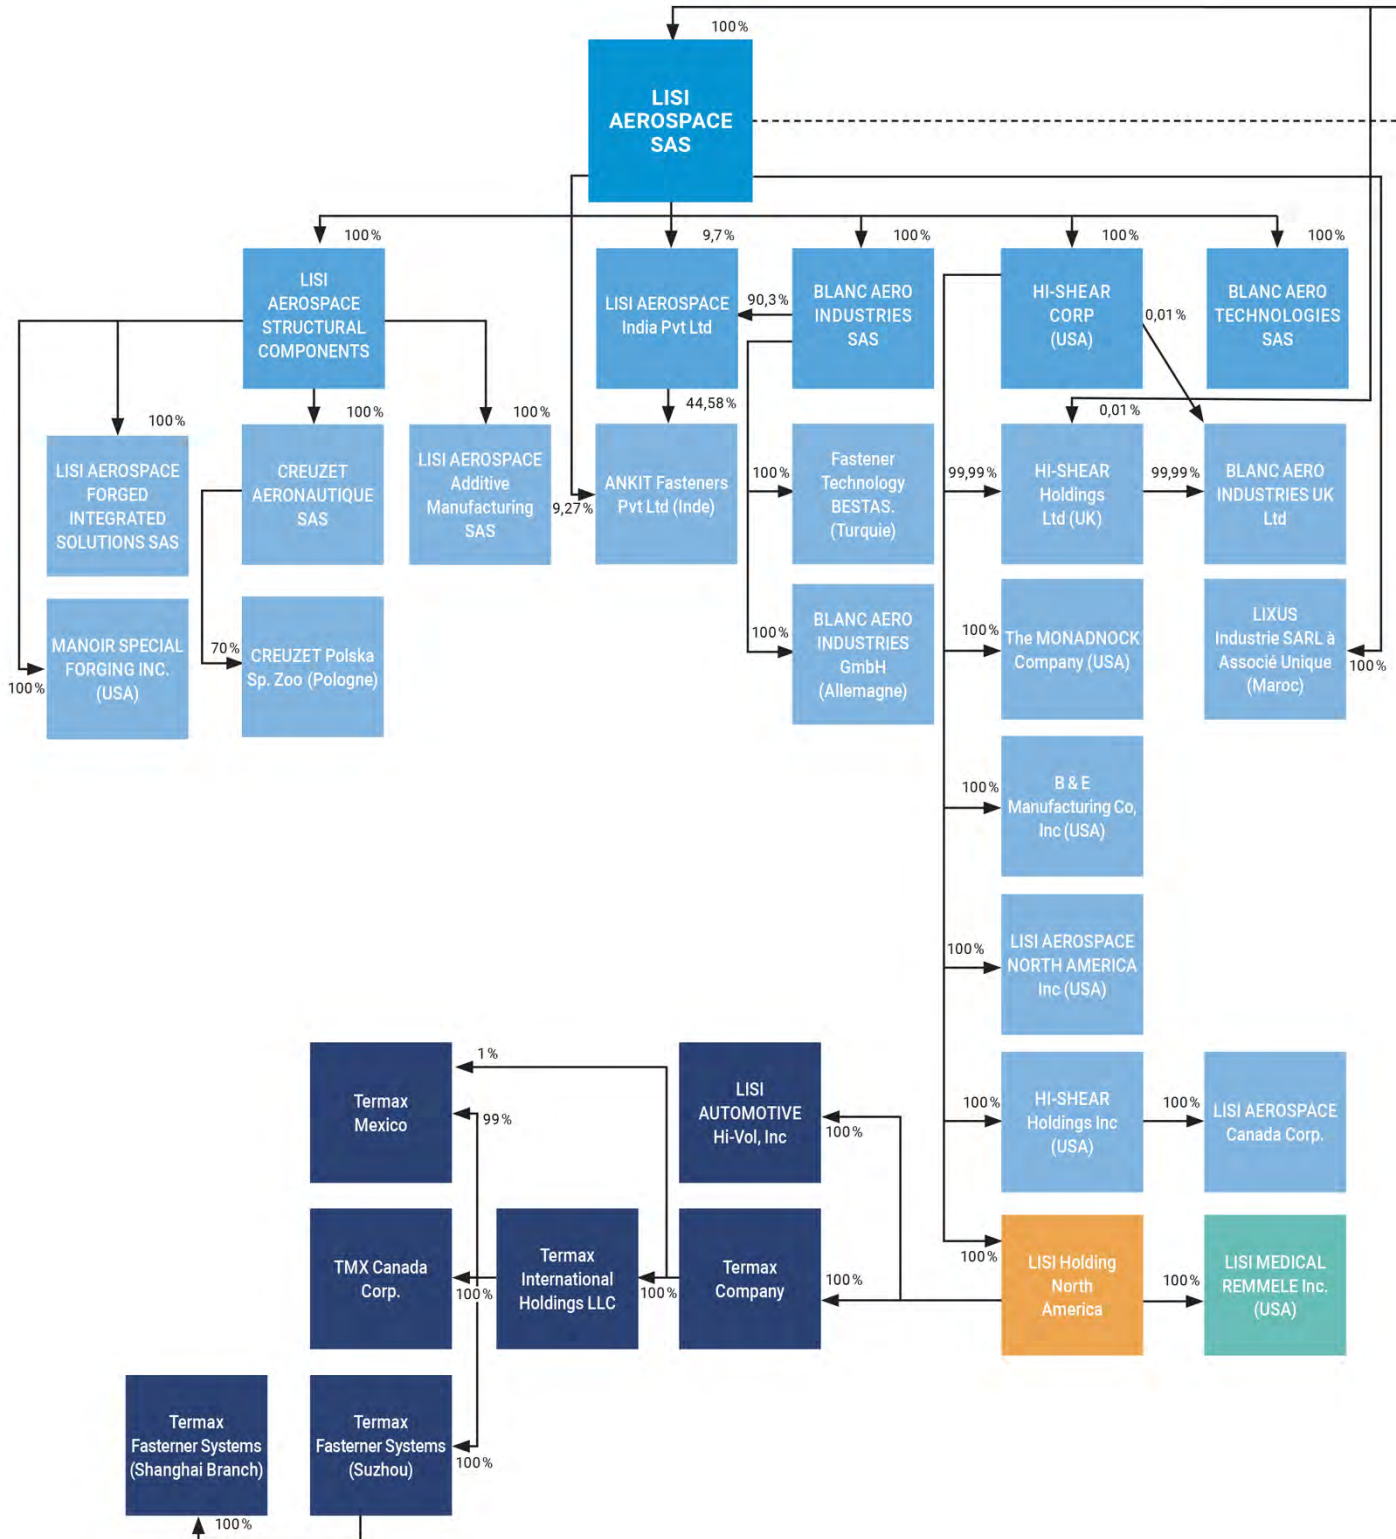 100%
LISI
AEROSPACE
SAS
100%
9,7%
100%
100%
100%
LISI
AEROSPACE
STRUCTURAL
COMPONENTS
LISI AEROSPACE
India Pvt Ltd
90,3%
BLANC AERO
INDUSTRIES
SAS
HI-SHEAR
CORP
(USA)
0,01%
BLANC AERO
TECHNOLOGIES
SAS
100%
100%
100%
44,58%
0,01%
LISI AEROSPACE
FORGED
INTEGRATED
SOLUTIONS SAS
CREUZET
AERONAUTIQUE
SAS
LISI AEROSPACE
Additive
Manufacturing
SAS
9,27%
ANKIT Fasteners
Pvt Ltd (Inde)
100%
Fastener
Technology
BESTAS.
(Turquie)
99,99%
HI-SHEAR
Holdings
Ltd (UK)
99,99%
BLANC AERO
INDUSTRIES UK
Ltd
100%
MANOIR SPECIAL
FORGING INC.
(USA)
70%
CREUZET Polska
Sp. Zoo (Pologne)
100%
BLANC AERO
INDUSTRIES
GmbH
(Allemagne)
100%
The MONADNOCK
Company (USA)
LIXUS
Industrie SARL à
Associé Unique
(Maroc)
100%
100%
B & E
Manufacturing Co,
Inc (USA)
100%
LISI AEROSPACE
NORTH AMERICA
Inc (USA)
1%
Termax
Mexico
99%
LISI
AUTOMOTIVE
Hi-Vol, Inc
100%
100%
HI-SHEAR
Holdings Inc
(USA)
100%
LISI AEROSPACE
Canada Corp.
TMX Canada
Corp.
100%
Termax
International
Holdings LLC
100%
Termax
Company
100%
100%
LISI Holding
North
America
100%
LISI MEDICAL
REMMELE Inc.
(USA)
Termax
Fasterner Systems
(Shanghai Branch)
Termax
Fasterner Systems
(Suzhou)
100%
100%